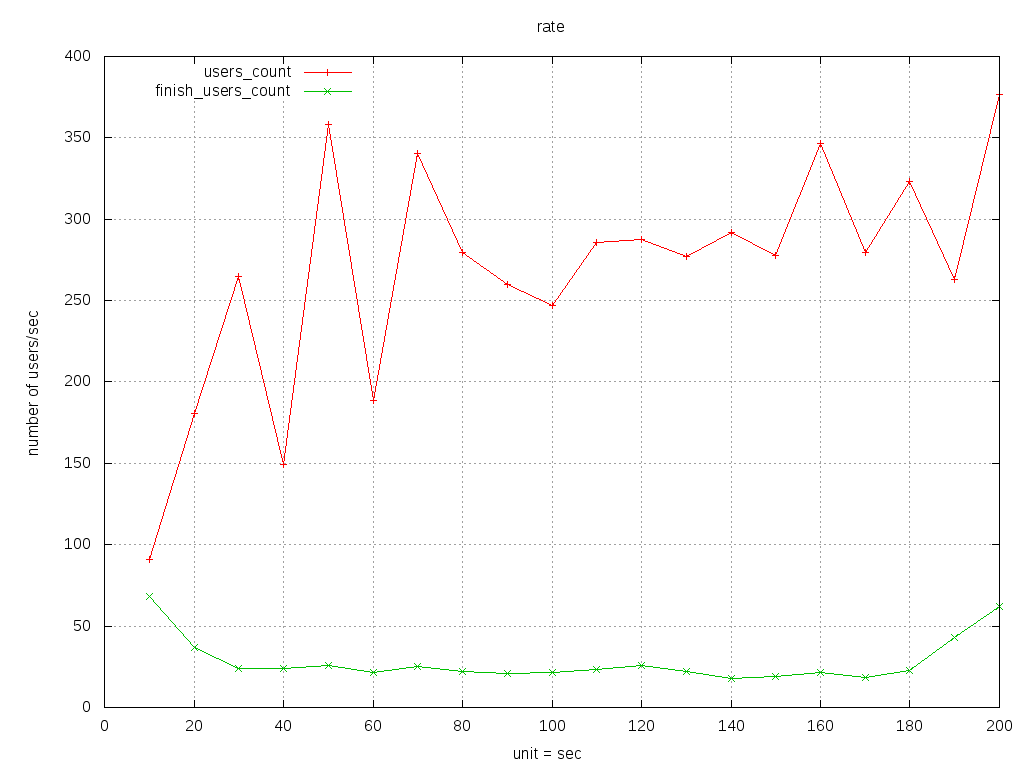 rate
users_count
finish_users_count
400
350
300
250
200
150
100
50
0
number of users/sec
0 20 40 60 80 100 120 140 160 180 200
unit = sec